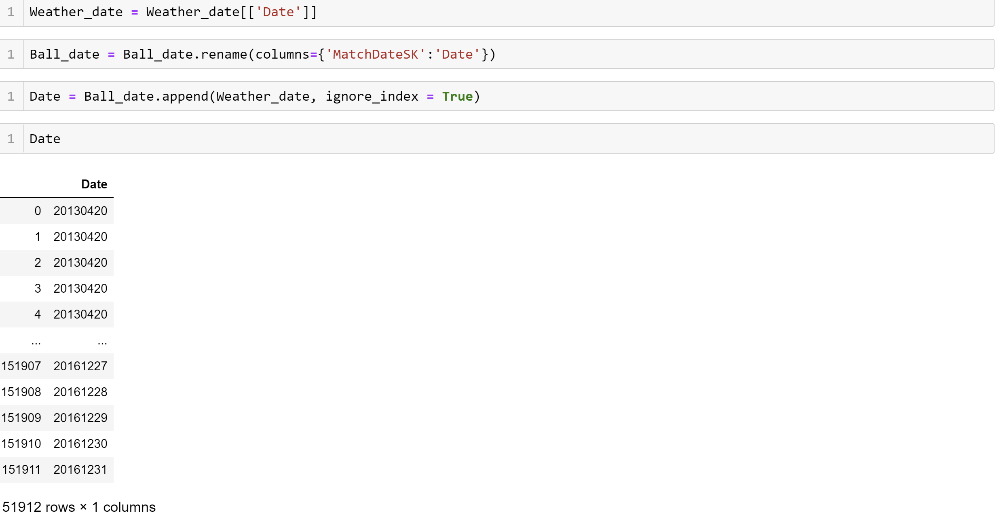 1 Weather_date = Weather_date[['Date']]
1 Ball_date = Ball_date.rename(columns={'MatchDateSK':'Date'})
1 Date = Ball_date.append(Weather_date, ignore_index = True)
1 Date
Date
0 20130420
1 20130420
2 20130420
3 20130420
4 20130420
... ...
151907 20161227
151908 20161228
151909 20161229
151910 20161230
151911 20161231
51912 rows × 1 columns